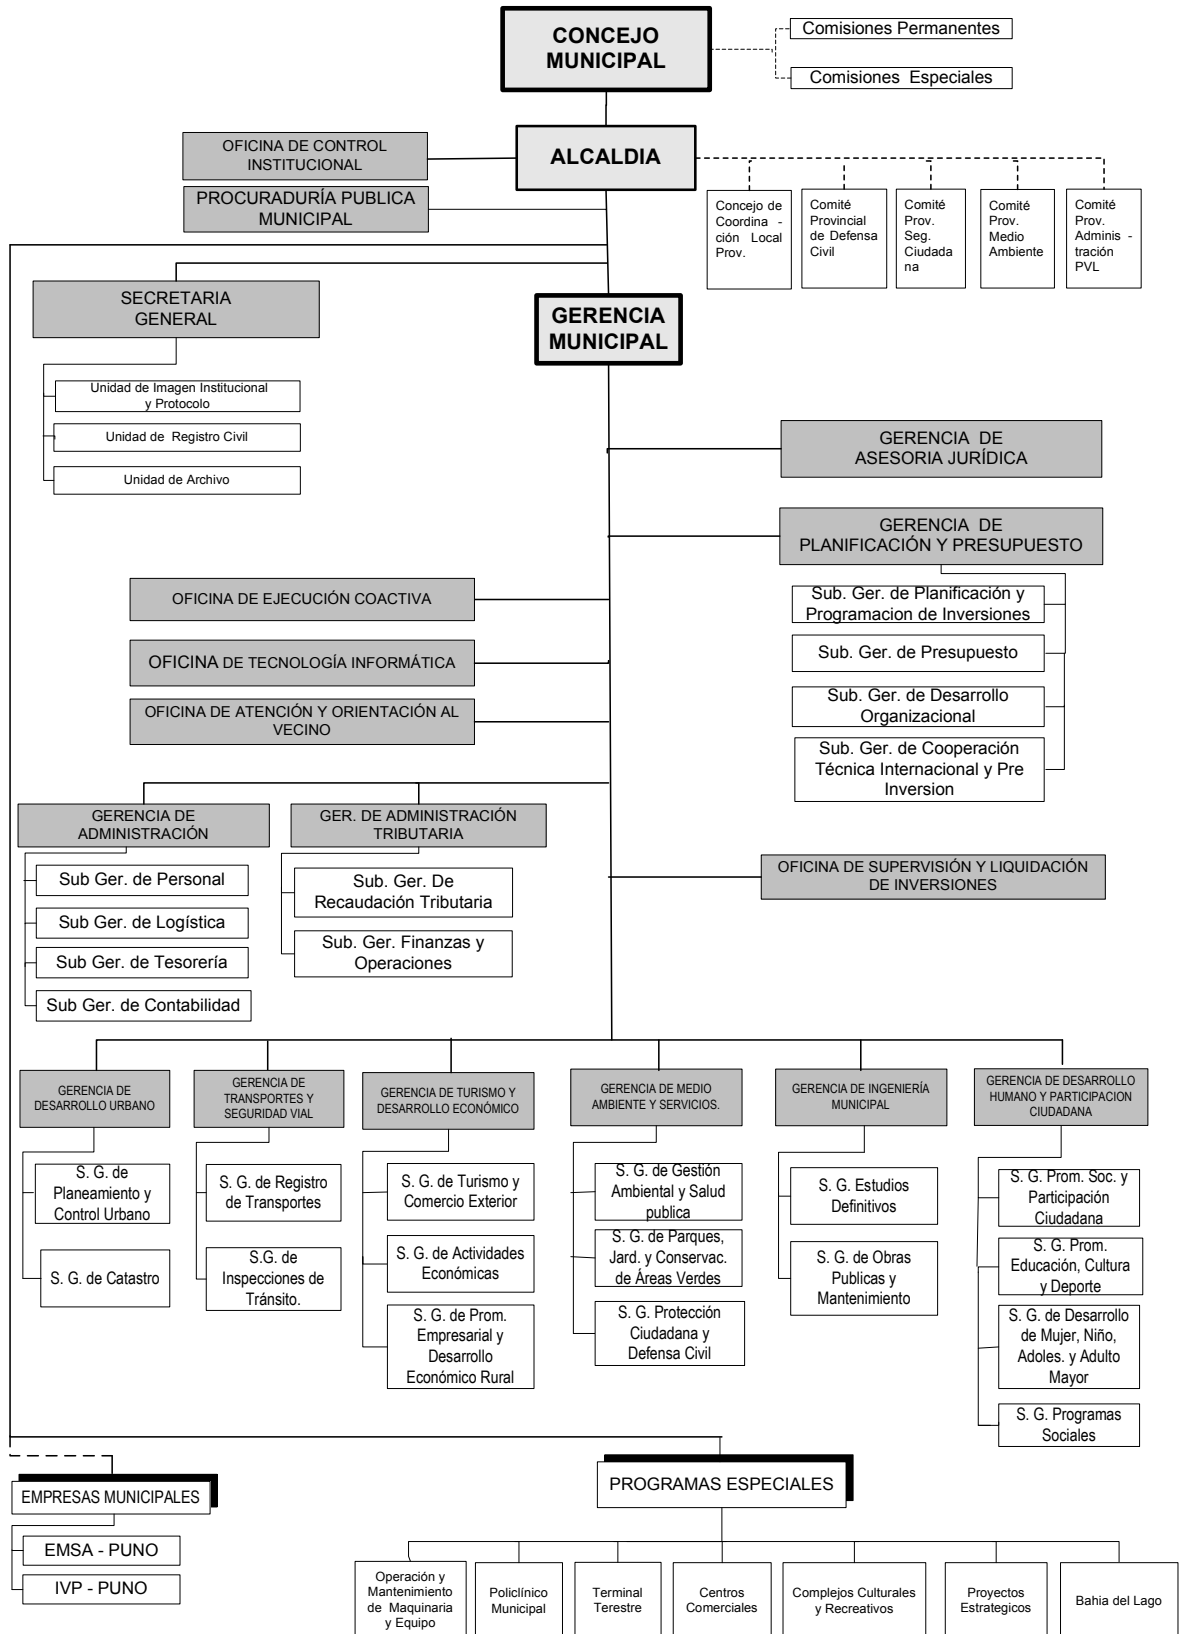 CONCEJO
MUNICIPAL
Comisiones Permanentes
Comisiones Especiales
OFICINA DE CONTROL
INSTITUCIONAL
ALCALDIA
PROCURADURÍA PUBLICA
MUNICIPAL
Concejo de
Coordina -
ción Local
Prov.
Comité
Provincial
de Defensa
Civil
Comité
Prov.
Seg.
Ciudada
na
Comité
Prov.
Medio
Ambiente
Comité
Prov.
Adminis -
tración
PVL
SECRETARIA
GENERAL
GERENCIA
MUNICIPAL
Unidad de Imagen Institucional
y Protocolo
Unidad de Registro Civil
Unidad de Archivo
GERENCIA DE
ASESORIA JURÍDICA
GERENCIA DE
PLANIFICACIÓN Y PRESUPUESTO
Sub. Ger. de Planificación y
Programacion de Inversiones
Sub. Ger. de Presupuesto
Sub. Ger. de Desarrollo
Organizacional
Sub. Ger. de Cooperación
Técnica Internacional y Pre
Inversion
OFICINA DE EJECUCIÓN COACTIVA
OFICINA DE TECNOLOGÍA INFORMÁTICA
OFICINA DE ATENCIÓN Y ORIENTACIÓN AL
VECINO
GERENCIA DE
ADMINISTRACIÓN
Sub Ger. de Personal
Sub Ger. de Logística
Sub Ger. de Tesorería
Sub Ger. de Contabilidad
GER. DE ADMINISTRACIÓN
TRIBUTARIA
Sub. Ger. De
Recaudación Tributaria
Sub. Ger. Finanzas y
Operaciones
OFICINA DE SUPERVISIÓN Y LIQUIDACIÓN
DE INVERSIONES
GERENCIA DE
DESARROLLO URBANO
S. G. de
Planeamiento y
Control Urbano
S. G. de Catastro
GERENCIA DE
TRANSPORTES Y
SEGURIDAD VIAL
S. G. de Registro
de Transportes
S.G. de
Inspecciones de
Tránsito.
GERENCIA DE TURISMO Y
DESARROLLO ECONÓMICO
S. G. de Turismo y
Comercio Exterior
S. G. de Actividades
Económicas
S. G. de Prom.
Empresarial y
Desarrollo
Económico Rural
GERENCIA DE MEDIO
AMBIENTE Y SERVICIOS.
S. G. de Gestión
Ambiental y Salud
publica
S. G. de Parques,
Jard. y Conservac.
de Áreas Verdes
S. G. Protección
Ciudadana y
Defensa Civil
GERENCIA DE INGENIERÍA
MUNICIPAL
S. G. Estudios
Definitivos
S. G. de Obras
Publicas y
Mantenimiento
GERENCIA DE DESARROLLO
HUMANO Y PARTICIPACION
CIUDADANA
S. G. Prom. Soc. y
Participación
Ciudadana
S. G. Prom.
Educación, Cultura
y Deporte
S. G. de Desarrollo
de Mujer, Niño,
Adoles. y Adulto
Mayor
S. G. Programas
Sociales
EMPRESAS MUNICIPALES
EMSA - PUNO
IVP - PUNO
PROGRAMAS ESPECIALES
Operación y
Mantenimiento
de Maquinaria
y Equipo
Policlínico
Municipal
Terminal
Terestre
Centros
Comerciales
Complejos Culturales
y Recreativos
Proyectos
Estrategicos
Bahia del Lago